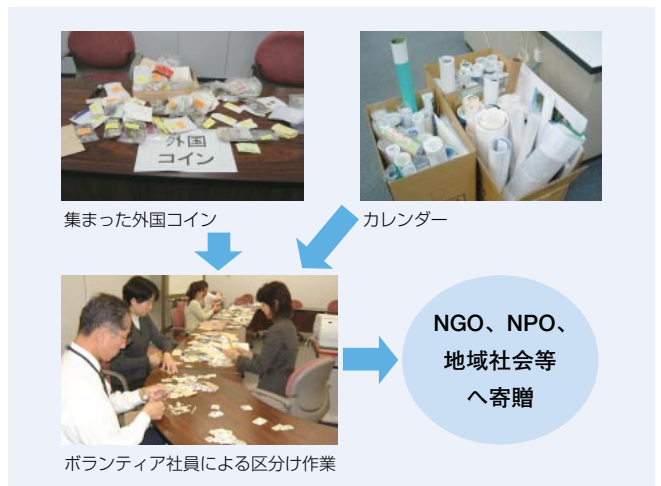 外国
コイン
集まった外国コイン
カレンダー
ボランティア社員による区分け作業
NGO、NPO、
地域社会等
へ寄贈